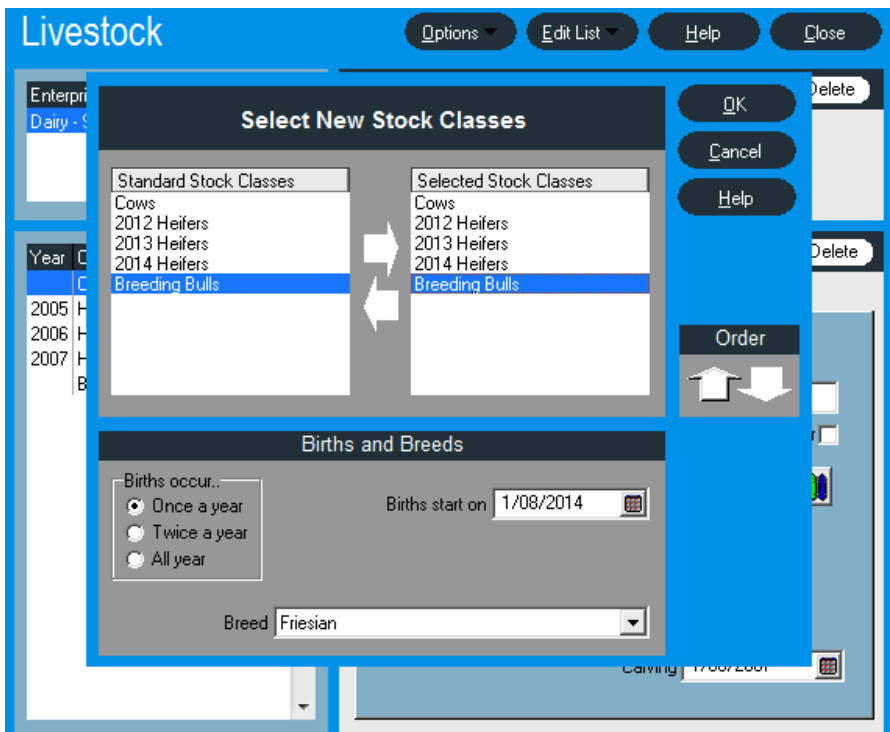 Livestock
Options
Edit List
Help
Close
Delete
Dairy -
Select New Stock Classes
OK
Cancel
Help
Standard Stock Classes
Cows
2012 Heifers
2013 Heifers
2014 Heifers
Breeding Bulls
Selected Stock Classes
Cows
2012 Heifers
2013 Heifers
2014 Heifers
Breeding Bulls
Year
Delete
2005 H
2006 H
2007 H
B
Order
Births and Breeds
Births occur..
Once a year
Twice a year
All year
Births start on 1/08/2014
Breed Friesian
Calving